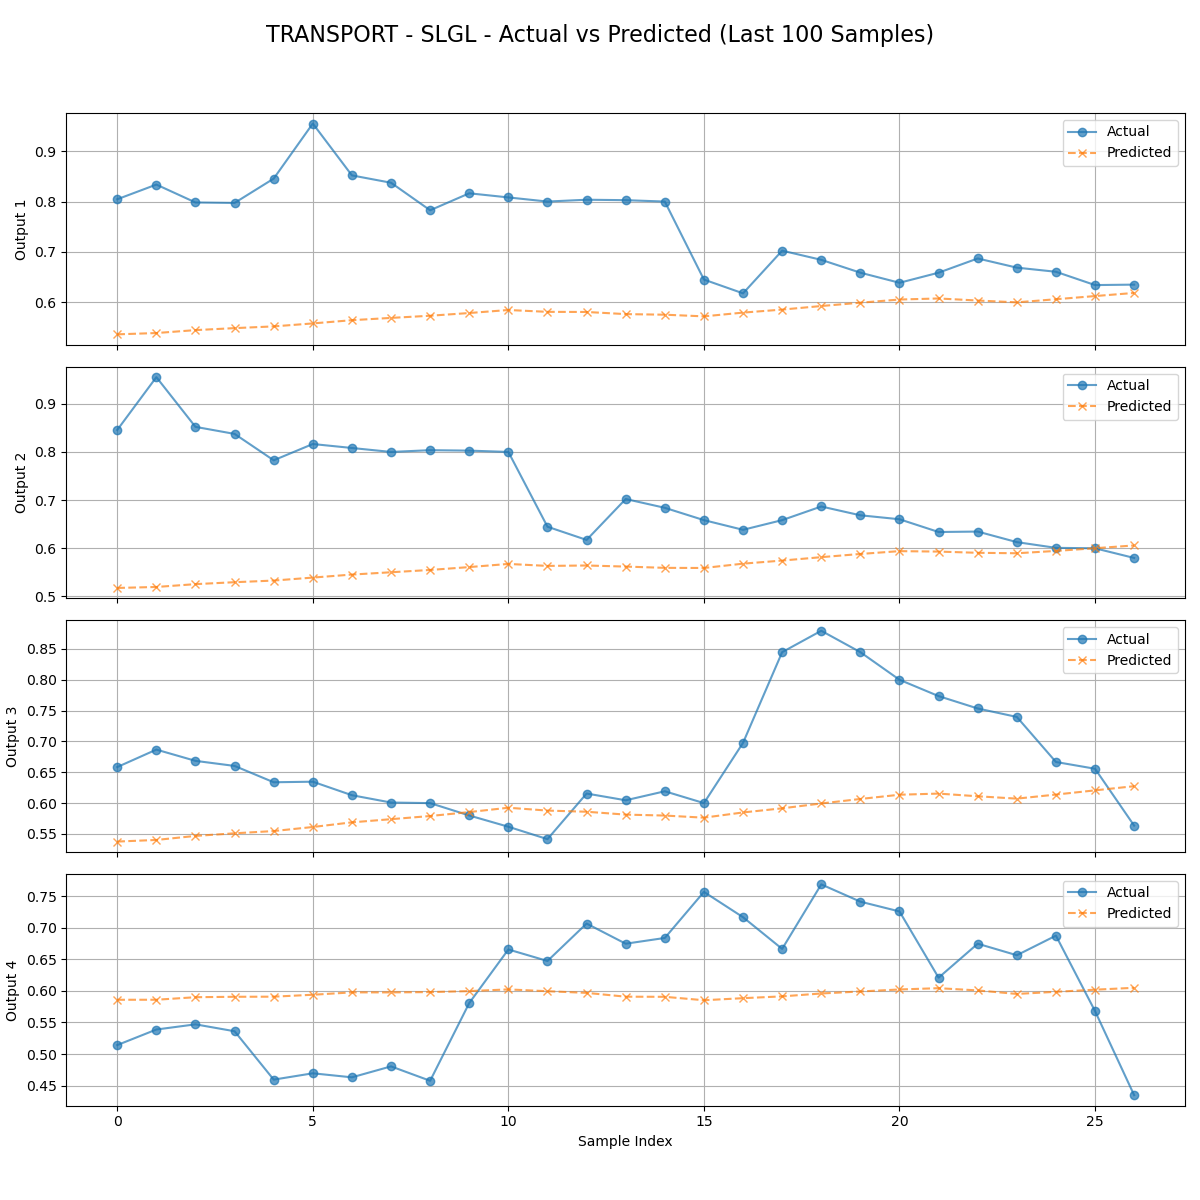 TRANSPORT - SLGL - Actual vs Predicted (Last 100 Samples)
Output 1
0.9
0.8
0.7
0.6
Actual
Predicted
Output 2
0.9
0.8
0.7
0.6
0.5
Actual
Predicted
Output 3
0.85
0.80
0.75
0.70
0.65
0.60
0.55
Actual
Predicted
Output 4
0.75
0.70
0.65
0.60
0.55
0.50
0.45
Actual
Predicted
0 5 10 15 20 25
Sample Index